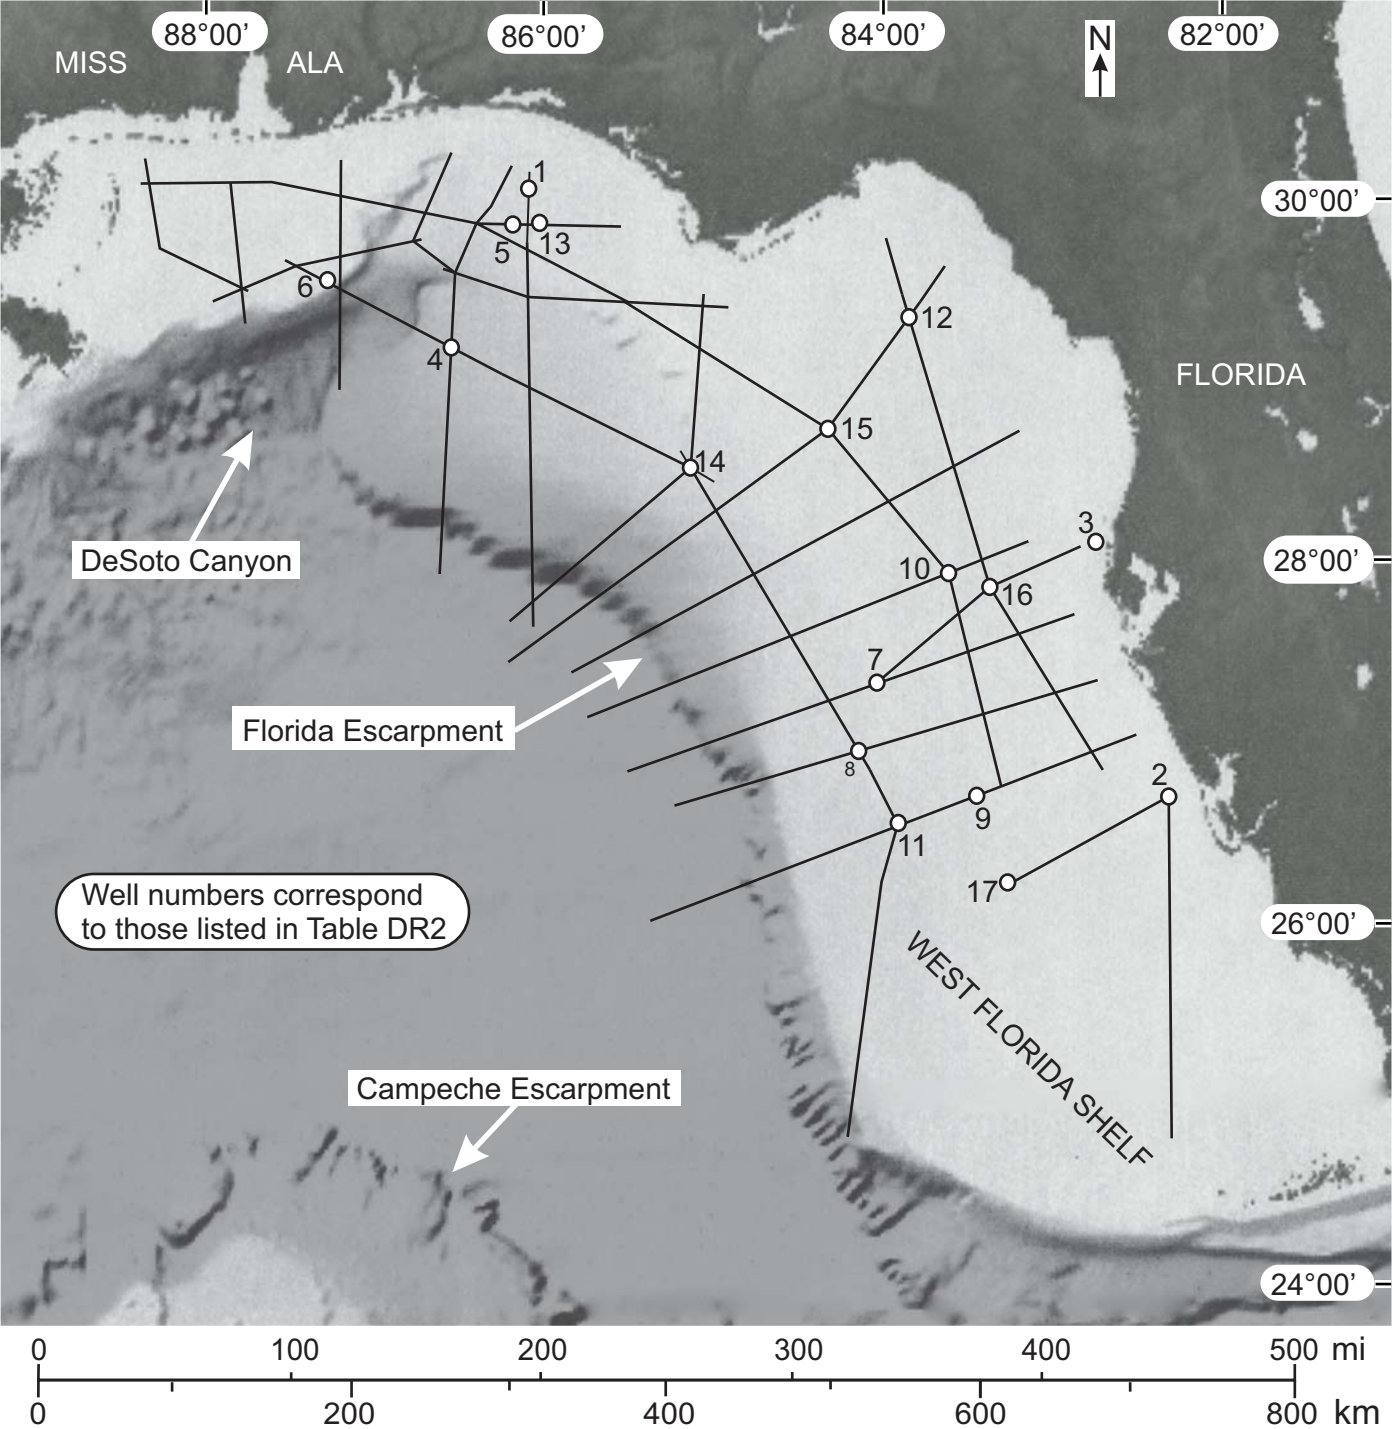 88°00’
86°00’
84°00’
82°00’
MISS
ALA
N
1
30°00’
5
13
6
12
4
FLORIDA
15
14
3
DeSoto Canyon
10
28°00’
16
7
Florida Escarpment
8
2
9
11
17
Well numbers correspond
to those listed in Table DR2
26°00’
WEST FLORIDA SHELF
Campeche Escarpment
24°00’
0 100 200 300 400 500 mi
0 200 400 600 800 km